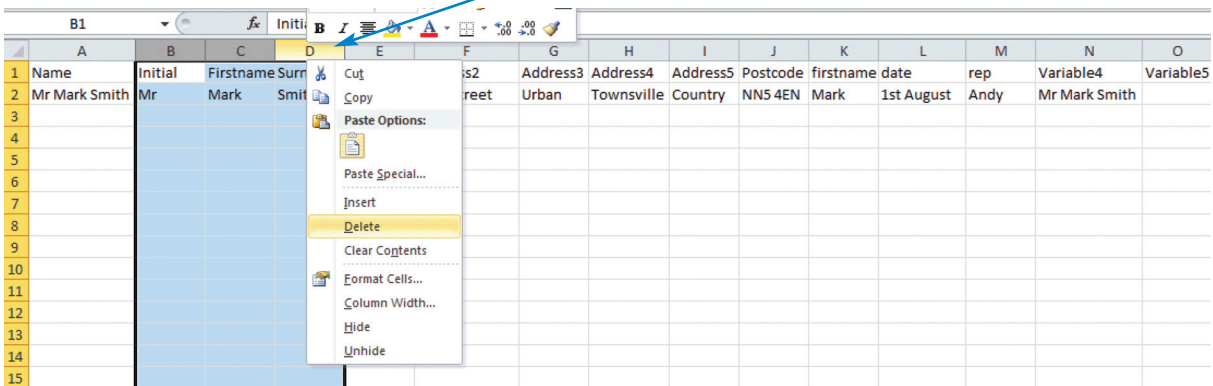 B1 fx Initi B I A
A B C D E F G H I J K L M N O
1 Name Initial Firstname Surn s2 Address3 Address4 Address5 Postcode firstname date rep Variable4 Variable5
2 Mr Mark Smith Mr Mark Smit reet Urban Townsville Country NN5 4EN Mark 1st August Andy Mr Mark Smith
3
4
5
6
7
8
9
10
11
12
13
14
15
Cut
Copy
Paste Options:
Paste Special...
Insert
Delete
Clear Contents
Format Cells...
Column Width...
Hide
Unhide